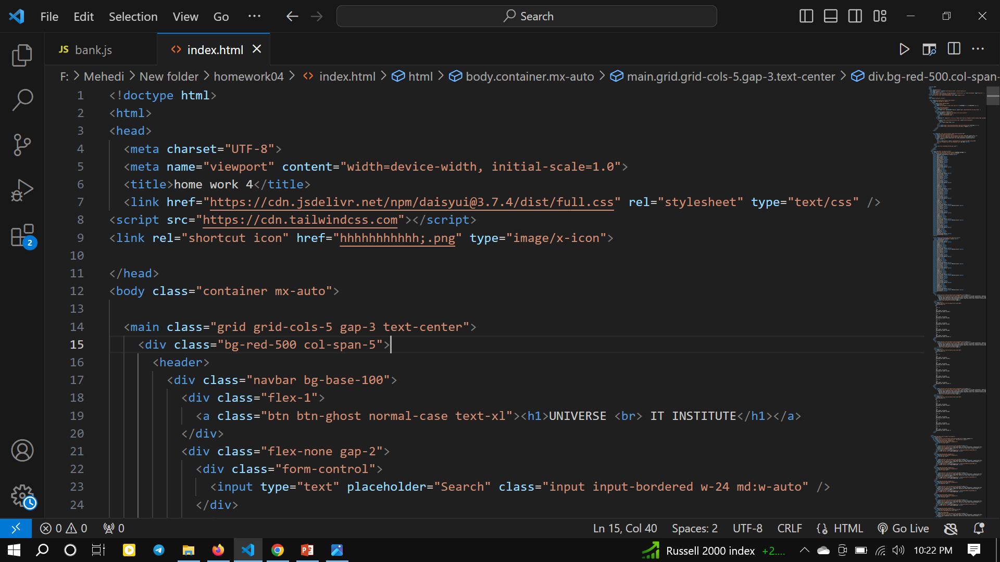 File Edit Selection View Go ··· Search
JS bank.js <> index.html
F: > Mehedi > New folder > homework04 > <> index.html > html > body.container.mx-auto > main.grid.grid-cols-5.gap-3.text-center > div.bg-red-500.col-span-
1 <!doctype html>
2 <html>
3 <head>
4 <meta charset="UTF-8">
5 <meta name="viewport" content="width=device-width, initial-scale=1.0">
6 <title>home work 4</title>
7 <link href="https://cdn.jsdelivr.net/npm/daisyui@3.7.4/dist/full.css" rel="stylesheet" type="text/css" />
8 <script src="https://cdn.tailwindcss.com"></script>
9 <link rel="shortcut icon" href="hhhhhhhhhhh;.png" type="image/x-icon">
10
11 </head>
12 <body class="container mx-auto">
13
14 <main class="grid grid-cols-5 gap-3 text-center">
15 <div class="bg-red-500 col-span-5">
16 <header>
17 <div class="navbar bg-base-100">
18 <div class="flex-1">
19 <a class="btn btn-ghost normal-case text-xl"><h1>UNIVERSE <br> IT INSTITUTE</h1></a>
20 </div>
21 <div class="flex-none gap-2">
22 <div class="form-control">
23 <input type="text" placeholder="Search" class="input input-bordered w-24 md:w-auto" />
24 </div>
2
0 0 0 Ln 15, Col 40 Spaces: 2 UTF-8 CRLF HTML Go Live
Russell 2000 index +2.... 10:22 PM